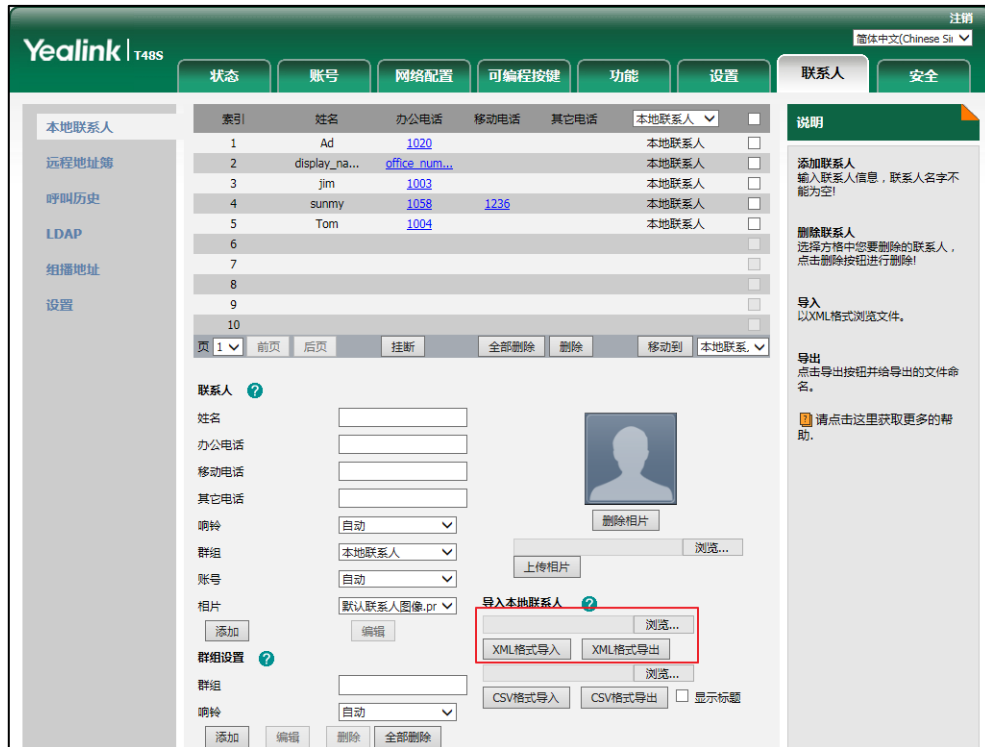 注销
Yealink T48S
简体中文(Chinese Sir
状态 账号 网络配置 可编程按键 功能 设置 联系人 安全
本地联系人
远程地址簿
呼叫历史
LDAP
组播地址
设置
索引 姓名 办公电话 移动电话 其它电话 本地联系人
1 Ad 1020 本地联系人
2 display_na... office_num... 本地联系人
3 jim 1003 本地联系人
4 sunmy 1058 1236 本地联系人
5 Tom 1004 本地联系人
6
7
8
9
10
页 1 前页 后页 挂断 全部删除 删除 移动到 本地联系.
联系人 ?
姓名
办公电话
移动电话
其它电话
响铃 自动
群组 本地联系人
账号 自动
相片 默认联系人图像.pr
添加 编辑
群组设置 ?
群组
响铃 自动
添加 编辑 删除 全部删除
删除相片
浏览...
上传相片
导入本地联系人 ?
浏览...
XML格式导入 XML格式导出
浏览...
CSV格式导入 CSV格式导出 显示标题
说明
添加联系人
输入联系人信息，联系人名字不
能为空!
删除联系人
选择方格中您要删除的联系人，
点击删除按钮进行删除!
导入
以XML格式浏览文件。
导出
点击导出按钮并给导出的文件命
名。
? 请点击这里获取更多的帮
助.